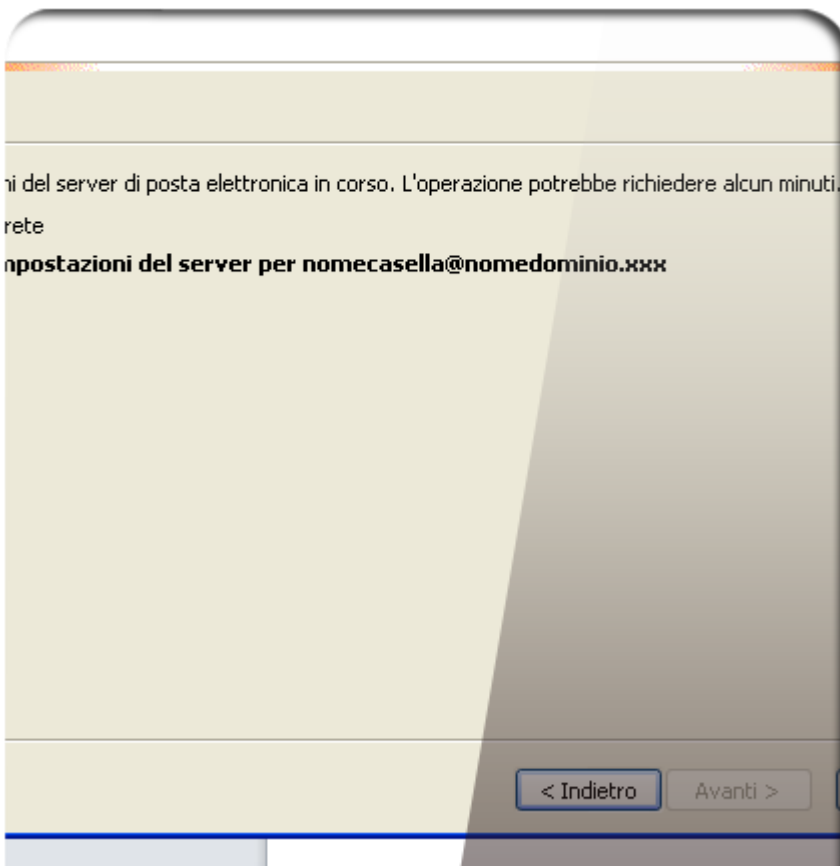 ni del server di posta elettronica in corso. L'operazione potrebbe richiedere alcun minuti.
rete
mpostazioni del server per nomecasella@nomedominio.xxx
< Indietro
Avanti >